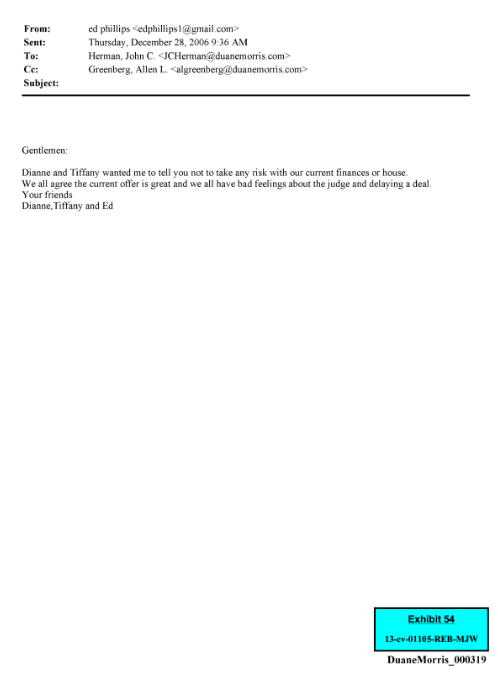 From: ed phillips <edphillips1@gmail.com>
Sent: Thursday, December 28, 2006 9:36 AM
To: Herman, John C. <JCHerman@duanemorris.com>
Cc: Greenberg, Allen L. <algreenberg@duanemorris.com>
Subject:
Gentlemen:
Dianne and Tiffany wanted me to tell you not to take any risk with our current finances or house.
We all agree the current offer is great and we all have bad feelings about the judge and delaying a deal.
Your friends
Dianne,Tiffany and Ed
Exhibit 54
13-cv-01105-REB-MJW
DuaneMorris_000319